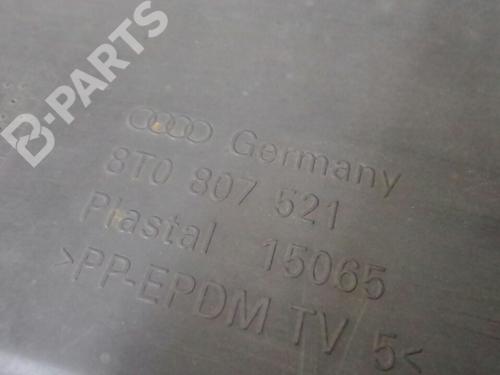 B-PARTS
Germany
8T0 807 521
Plastal 15065
>PP-EPDM TV 5<